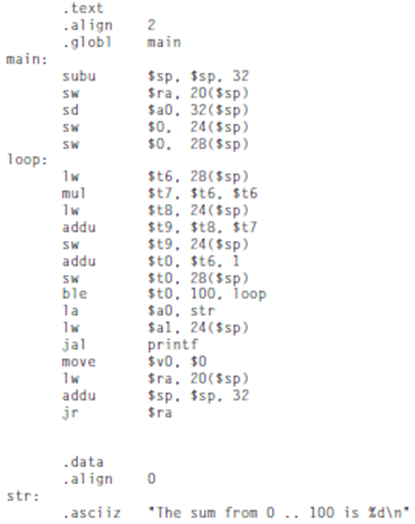 .text
.align 2
.globl main
main:
subu $sp, $sp, 32
sw $ra, 20($sp)
sd $a0, 32($sp)
sw $0, 24($sp)
sw $0, 28($sp)
loop:
lw $t6, 28($sp)
mul $t7, $t6, $t6
lw $t8, 24($sp)
addu $t9, $t8, $t7
sw $t9, 24($sp)
addu $t0, $t6, 1
sw $t0, 28($sp)
ble $t0, 100, loop
la $a0, str
lw $a1, 24($sp)
jal printf
move $v0, $0
lw $ra, 20($sp)
addu $sp, $sp, 32
jr $ra
.data
.align 0
str:
.asciiz "The sum from 0 .. 100 is %d\n"